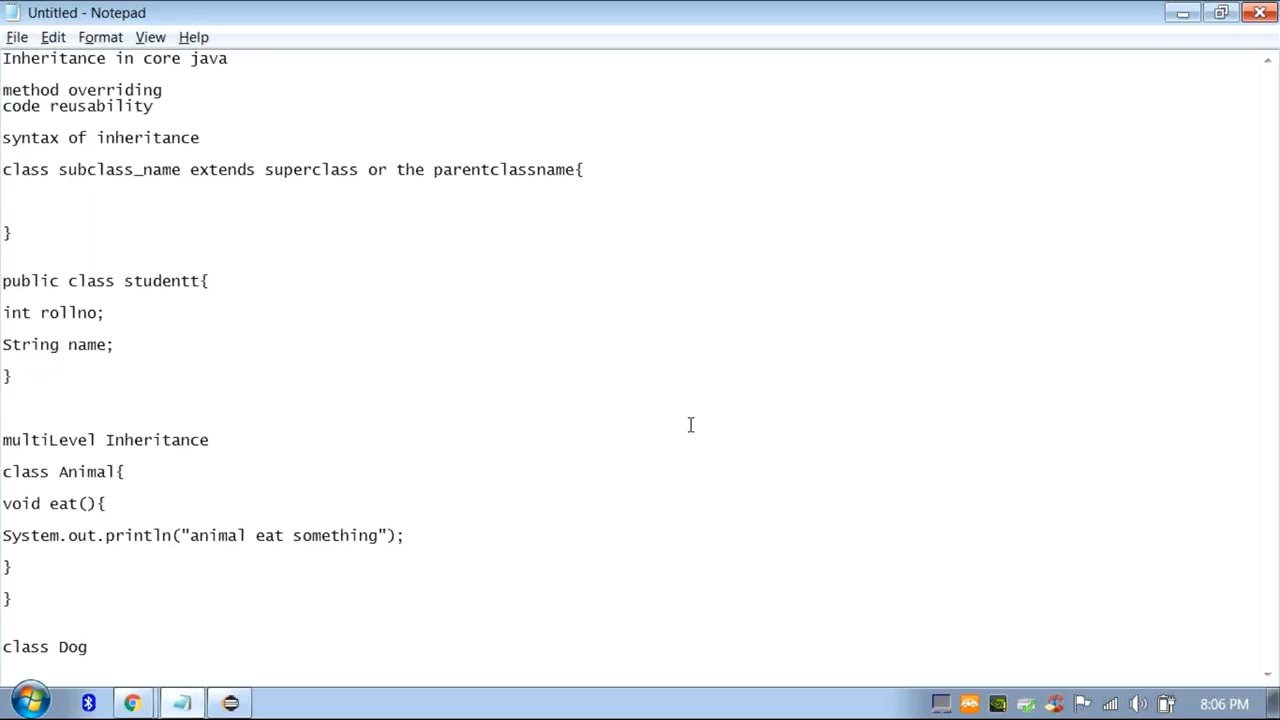 Untitled - Notepad
File Edit Format View Help
Inheritance in core java
method overriding
code reusability
syntax of inheritance
class subclass_name extends superclass or the parentclassname{
}
public class studentt{
int rollno;
String name;
}
multiLevel Inheritance
class Animal{
void eat(){
System.out.println("animal eat something");
}
}
class Dog
8:06 PM